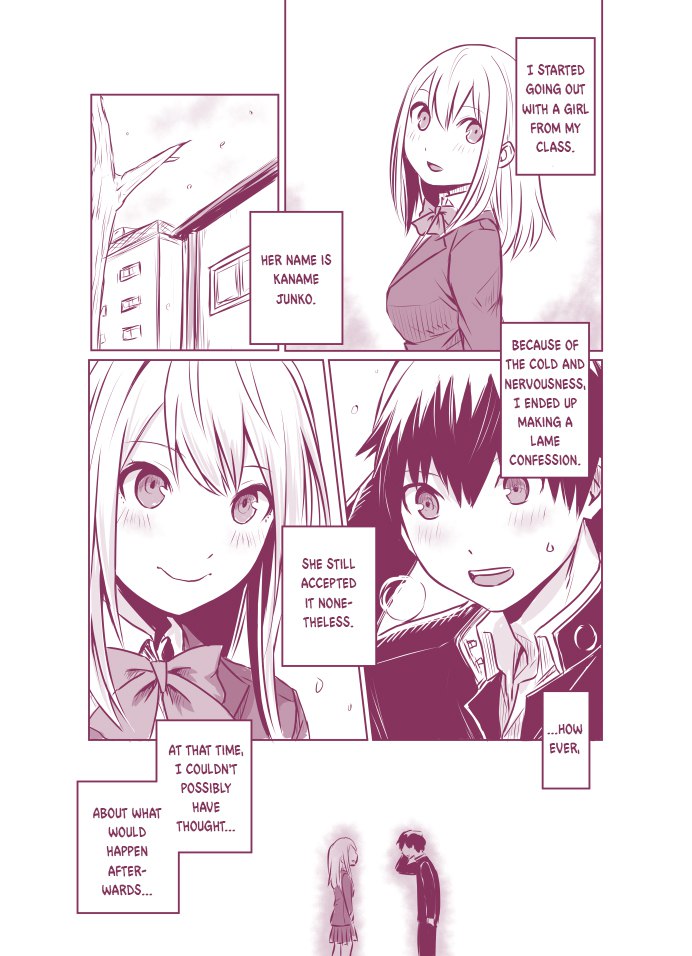 I STARTED
GOING OUT
WITH A GIRL
FROM MY
CLASS.
HER NAME IS
KANAME
JUNKO.
BECAUSE OF
THE COLD AND
NERVOUSNESS,
I ENDED UP
MAKING A
LAME
CONFESSION.
SHE STILL
ACCEPTED
IT NONE-
THELESS.
...HOW
EVER,
AT THAT TIME,
I COULDN'T
POSSIBLY
HAVE
THOUGHT...
ABOUT WHAT
WOULD
HAPPEN
AFTER-
WARDS...